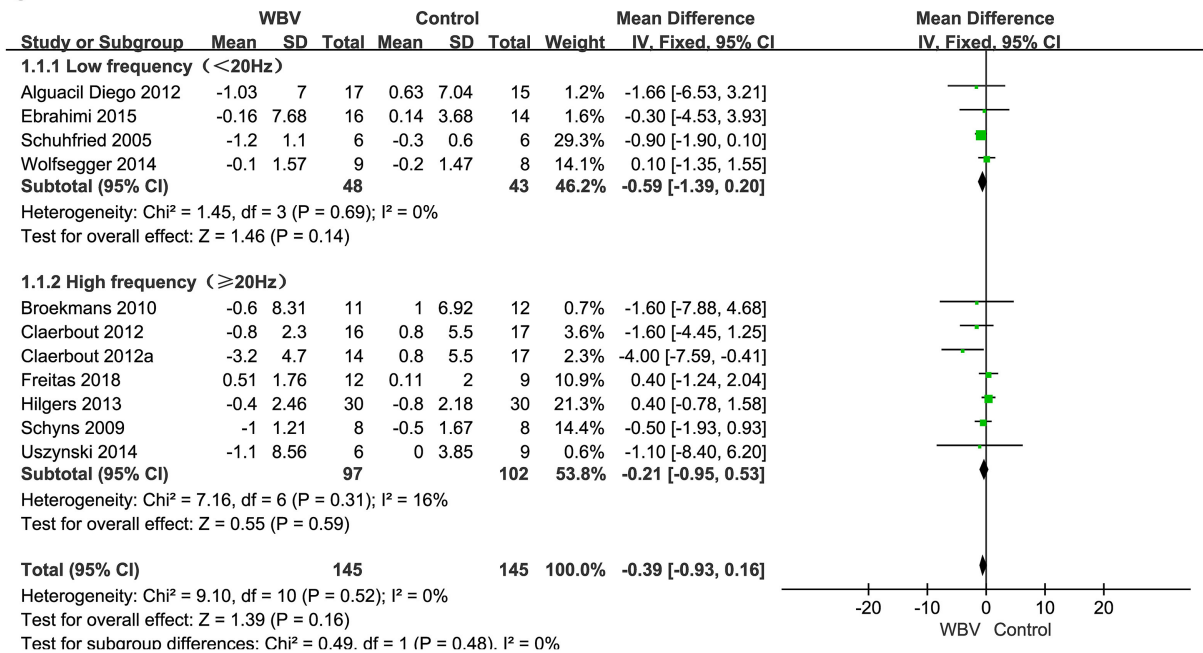 WBV Control Mean Difference Mean Difference
Study or Subgroup Mean SD Total Mean SD Total Weight IV, Fixed, 95% CI IV, Fixed, 95% CI
1.1.1 Low frequency（<20Hz）
Alguacil Diego 2012 -1.03 7 17 0.63 7.04 15 1.2% -1.66 [-6.53, 3.21]
Ebrahimi 2015 -0.16 7.68 16 0.14 3.68 14 1.6% -0.30 [-4.53, 3.93]
Schuhfried 2005 -1.2 1.1 6 -0.3 0.6 6 29.3% -0.90 [-1.90, 0.10]
Wolfsegger 2014 -0.1 1.57 9 -0.2 1.47 8 14.1% 0.10 [-1.35, 1.55]
Subtotal (95% CI) 48 43 46.2% -0.59 [-1.39, 0.20]
Heterogeneity: Chi² = 1.45, df = 3 (P = 0.69); I² = 0%
Test for overall effect: Z = 1.46 (P = 0.14)
1.1.2 High frequency（≥20Hz）
Broekmans 2010 -0.6 8.31 11 1 6.92 12 0.7% -1.60 [-7.88, 4.68]
Claerbout 2012 -0.8 2.3 16 0.8 5.5 17 3.6% -1.60 [-4.45, 1.25]
Claerbout 2012a -3.2 4.7 14 0.8 5.5 17 2.3% -4.00 [-7.59, -0.41]
Freitas 2018 0.51 1.76 12 0.11 2 9 10.9% 0.40 [-1.24, 2.04]
Hilgers 2013 -0.4 2.46 30 -0.8 2.18 30 21.3% 0.40 [-0.78, 1.58]
Schyns 2009 -1 1.21 8 -0.5 1.67 8 14.4% -0.50 [-1.93, 0.93]
Uszynski 2014 -1.1 8.56 6 0 3.85 9 0.6% -1.10 [-8.40, 6.20]
Subtotal (95% CI) 97 102 53.8% -0.21 [-0.95, 0.53]
Heterogeneity: Chi² = 7.16, df = 6 (P = 0.31); I² = 16%
Test for overall effect: Z = 0.55 (P = 0.59)
Total (95% CI) 145 145 100.0% -0.39 [-0.93, 0.16]
Heterogeneity: Chi² = 9.10, df = 10 (P = 0.52); I² = 0%
Test for overall effect: Z = 1.39 (P = 0.16)
Test for subgroup differences: Chi² = 0.49, df = 1 (P = 0.48), I² = 0%
-20 -10 0 10 20
WBV Control